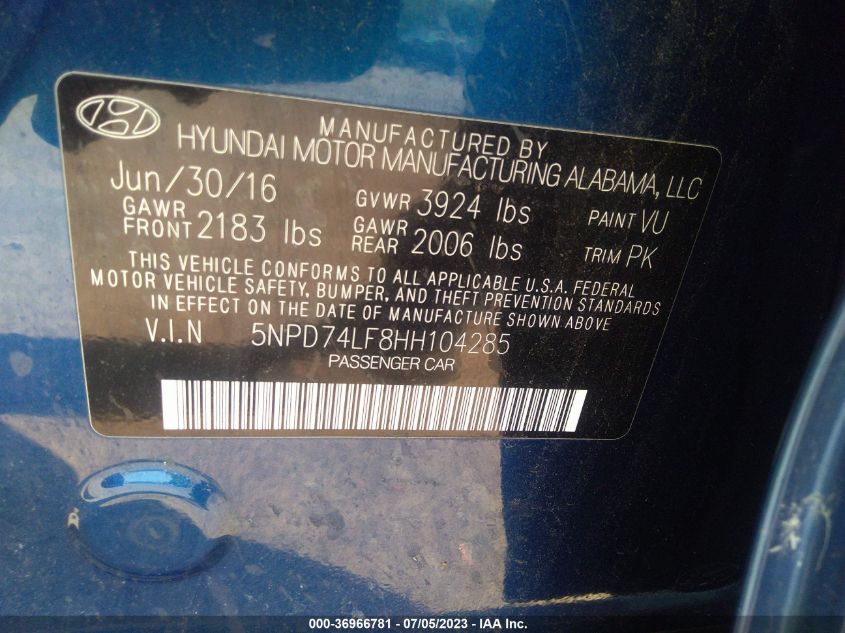 MANUFACTURED BY
HYUNDAI MOTOR MANUFACTURING ALABAMA, LLC
Jun/30/16 GVWR 3924 lbs PAINT VU
GAWR FRONT 2183 lbs GAWR REAR 2006 lbs TRIM PK
THIS VEHICLE CONFORMS TO ALL APPLICABLE U.S.A. FEDERAL
MOTOR VEHICLE SAFETY, BUMPER, AND THEFT PREVENTION STANDARDS
IN EFFECT ON THE DATE OF MANUFACTURE SHOWN ABOVE
V.I.N 5NPD74LF8HH104285
PASSENGER CAR
000-36966781 - 07/05/2023 - IAA Inc.